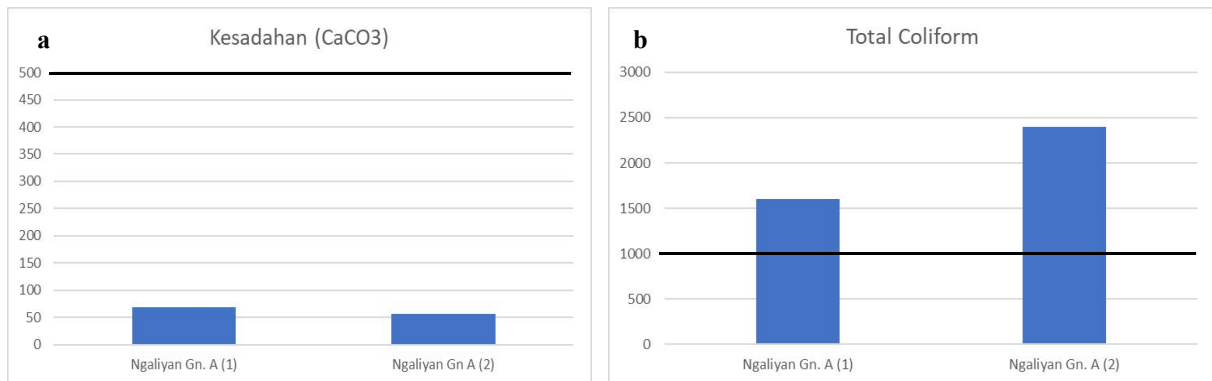 a
Kesadahan (CaCO3)
500
450
400
350
300
250
200
150
100
50
0
Ngaliyan Gn. A (1)
Ngaliyan Gn A (2)
b
Total Coliform
3000
2500
2000
1500
1000
500
0
Ngaliyan Gn. A (1)
Ngaliyan Gn. A (2)